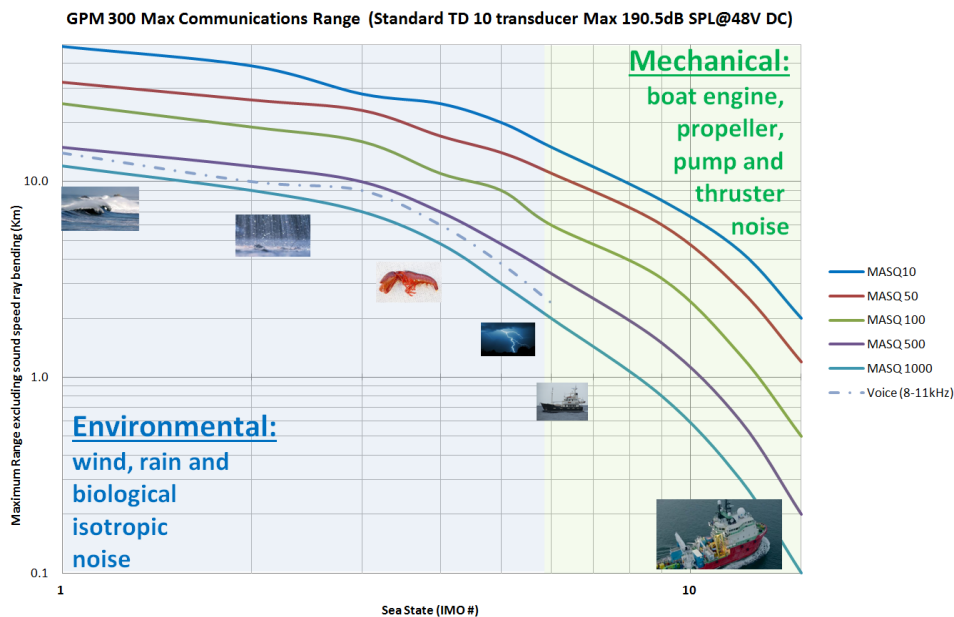 GPM 300 Max Communications Range (Standard TD 10 transducer Max 190.5dB SPL@48V DC)
Mechanical:
boat engine,
propeller,
pump and
thruster
noise
Maximum Range excluding sound speed ray bending (Km)
10.0
1.0
0.1
Environmental:
wind, rain and
biological
isotropic
noise
MASQ10
MASQ 50
MASQ 100
MASQ 500
MASQ 1000
Voice (8-11kHz)
1
10
Sea State (IMO #)